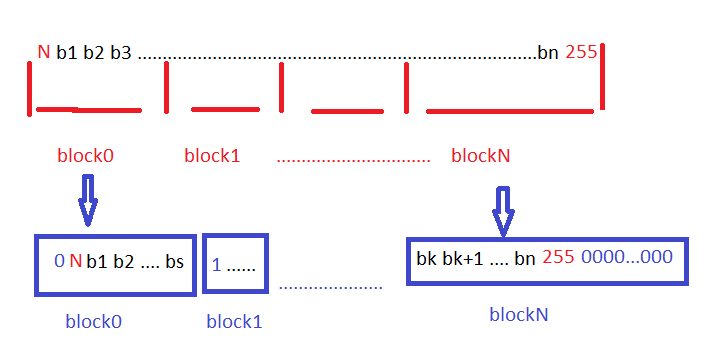 N b1 b2 b3 ................................................................................bn 255
block0 block1 ............................... blockN
0 N b1 b2 .... bs 1 ...... ..................... bk bk+1 .... bn 255 0000...000
block0 block1 blockN